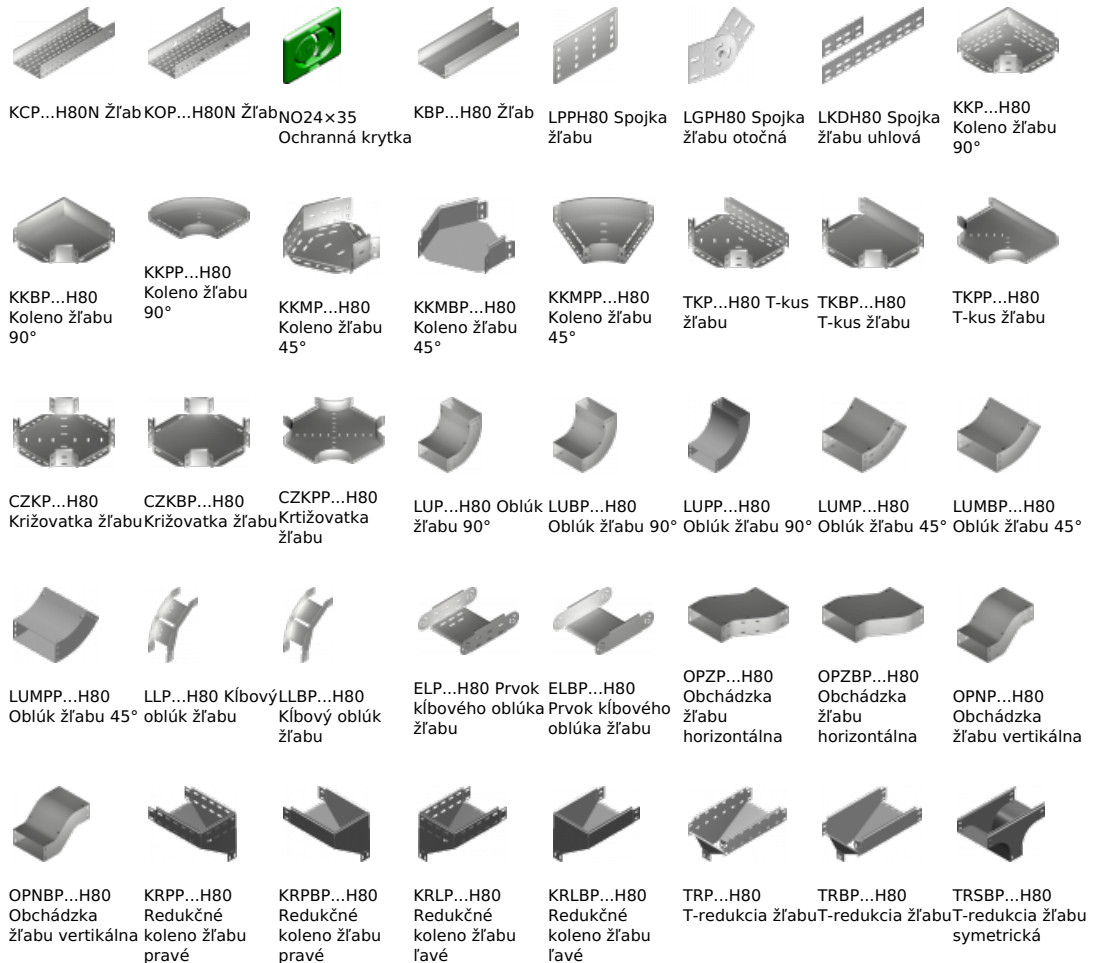 KCP...H80N Žľab
KOP...H80N Žľab
NO24×35
Ochranná krytka
KBP...H80 Žľab
LPPH80 Spojka
žľabu
LGPH80 Spojka
žľabu otočná
LKDH80 Spojka
žľabu uhlová
KKP...H80
Koleno žľabu
90°
KKBP...H80
Koleno žľabu
90°
KKPP...H80
Koleno žľabu
90°
KKMP...H80
Koleno žľabu
45°
KKMBP...H80
Koleno žľabu
45°
KKMPP...H80
Koleno žľabu
45°
TKP...H80 T-kus
žľabu
TKBP...H80
T-kus žľabu
TKPP...H80
T-kus žľabu
CZKP...H80
Križovatka žľabu
CZKBP...H80
Križovatka žľabu
CZKPP...H80
Krtižovatka
žľabu
LUP...H80 Oblúk
žľabu 90°
LUBP...H80
Oblúk žľabu 90°
LUPP...H80
Oblúk žľabu 90°
LUMP...H80
Oblúk žľabu 45°
LUMBP...H80
Oblúk žľabu 45°
LUMPP...H80
Oblúk žľabu 45°
LLP...H80 Kĺbový
oblúk žľabu
LLBP...H80
Kĺbový oblúk
žľabu
ELP...H80 Prvok
kĺbového oblúka
žľabu
ELBP...H80
Prvok kĺbového
oblúka žľabu
OPZP...H80
Obchádzka
žľabu
horizontálna
OPZBP...H80
Obchádzka
žľabu
horizontálna
OPNP...H80
Obchádzka
žľabu vertikálna
OPNBP...H80
Obchádzka
žľabu vertikálna
KRPP...H80
Redukčné
koleno žľabu
pravé
KRPBP...H80
Redukčné
koleno žľabu
pravé
KRLP...H80
Redukčné
koleno žľabu
ľavé
KRLBP...H80
Redukčné
koleno žľabu
ľavé
TRP...H80
T-redukcia žľabu
TRBP...H80
T-redukcia žľabu
TRSBP...H80
T-redukcia žľabu
symetrická